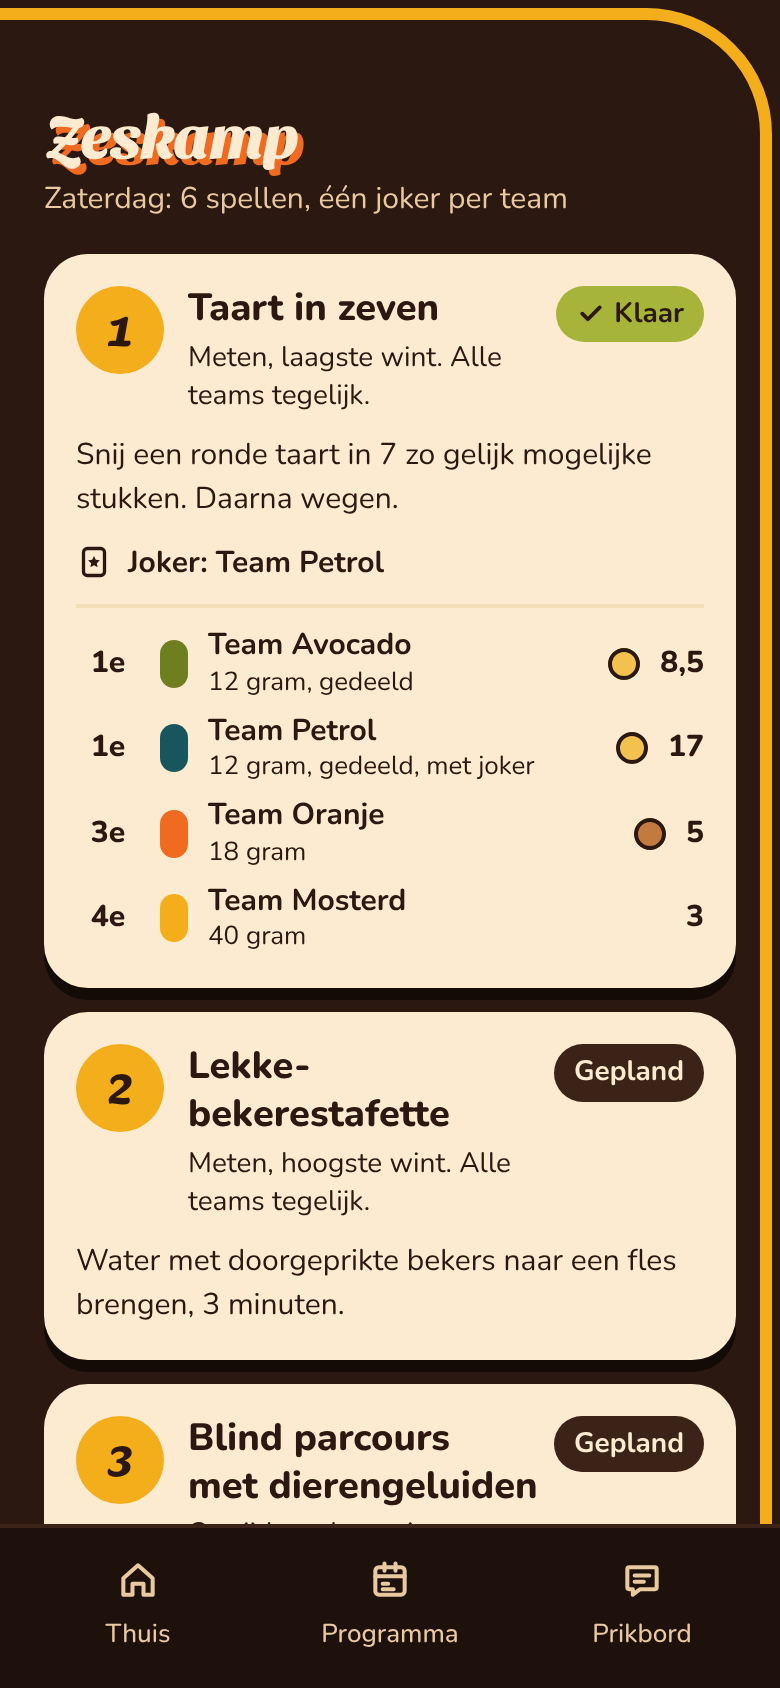 Zeskamp
Zaterdag: 6 spellen, één joker per team
1
Taart in zeven
Klaar
Meten, laagste wint. Alle
teams tegelijk.
Snij een ronde taart in 7 zo gelijk mogelijke
stukken. Daarna wegen.
Joker: Team Petrol
1e
Team Avocado
12 gram, gedeeld
8,5
1e
Team Petrol
12 gram, gedeeld, met joker
17
3e
Team Oranje
18 gram
5
4e
Team Mosterd
40 gram
3
2
Lekke-
bekerestafette
Gepland
Meten, hoogste wint. Alle
teams tegelijk.
Water met doorgeprikte bekers naar een fles
brengen, 3 minuten.
3
Blind parcours
met dierengeluiden
Gepland
Thuis
Programma
Prikbord